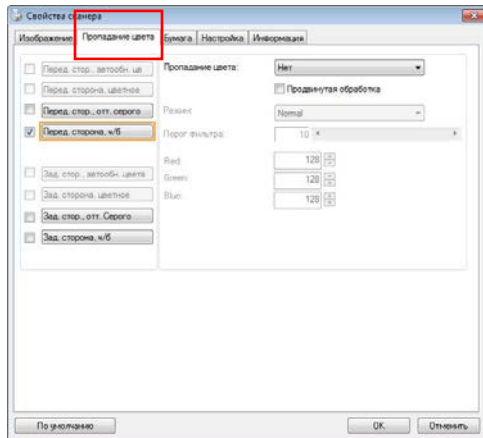 Свойства сканера
Изображение Пропадание цвета Бумага Настройка Информация
Перед. стор., автообн. цв
Перед. сторона, цветное
Перед. стор., отт. серого
Перед. сторона, ч/б
Зад. стор., автообн. цвета
Зад. сторона, цветное
Зад. стор., отт. Серого
Зад. сторона, ч/б
Пропадание цвета: Нет
Продвинутая обработка
Режим: Normal
Порог фильтра: 10
Red: 128
Green: 128
Blue: 128
По умолчанию OK Отменить